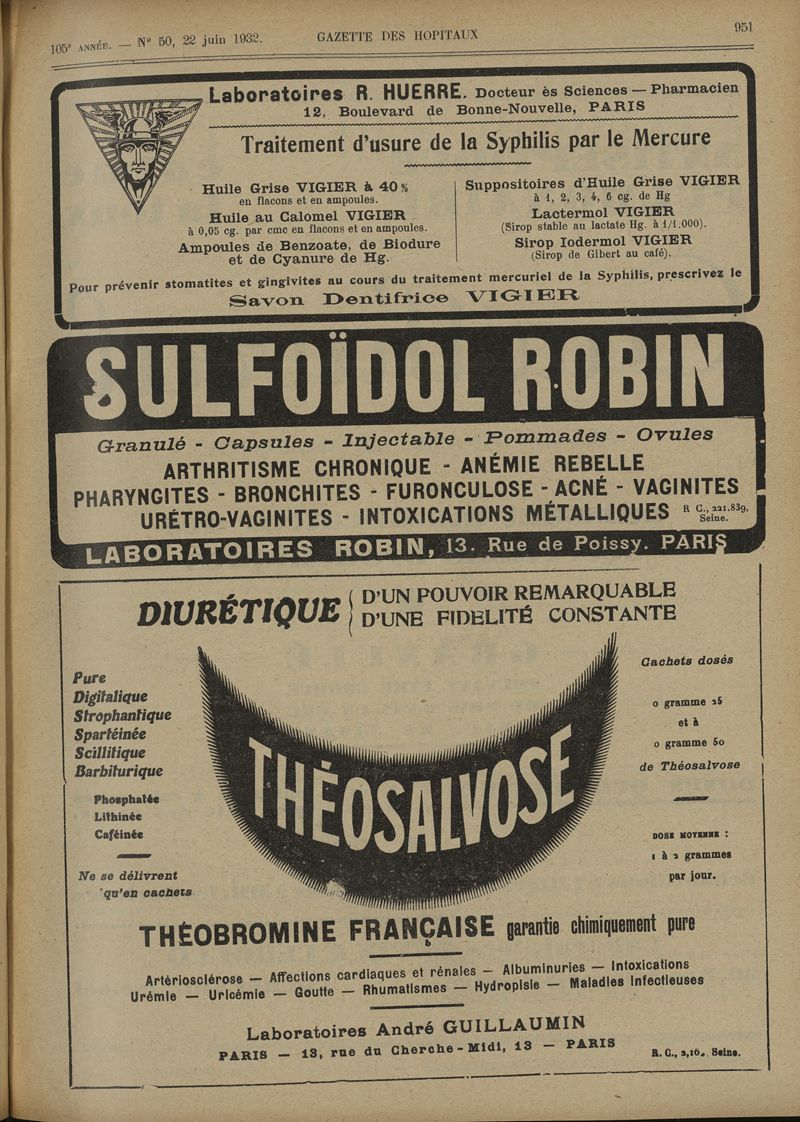 105e ANNÉE. — N° 50, 22 juin 1932.
GAZETTE DES HOPITAUX
951
Laboratoires R. HUERRE, Docteur ès Sciences — Pharmacien
12, Boulevard de Bonne-Nouvelle, PARIS
Traitement d'usure de la Syphilis par le Mercure
Huile Grise VIGIER à 40 %
en flacons et en ampoules.
Huile au Calomel VIGIER
à 0,05 cg. par cmc en flacons et en ampoules.
Ampoules de Benzoate, de Biodure
et de Cyanure de Hg.
Suppositoires d'Huile Grise VIGIER
à 1, 2, 3, 4, 6 cg. de Hg
Lactermol VIGIER
(Sirop stable au lactate Hg. à 1/1.000).
Sirop Iodermol VIGIER
(Sirop de Gibert au café).
Pour prévenir stomatites et gingivites au cours du traitement mercuriel de la Syphilis, prescrivez le
Savon Dentifrice VIGIER
SULFOÏDOL ROBIN
Granulé - Capsules - Injectable - Pommades - Ovules
ARTHRITISME CHRONIQUE - ANÉMIE REBELLE
PHARYNGITES - BRONCHITES - FURONCULOSE - ACNÉ - VAGINITES
URÉTRO-VAGINITES - INTOXICATIONS MÉTALLIQUES R C., 221.839, Seine.
LABORATOIRES ROBIN, 13. Rue de Poissy. PARIS
DIURÉTIQUE
D'UN POUVOIR REMARQUABLE
D'UNE FIDELITÉ CONSTANTE
Pure
Digitalique
Strophantique
Spartéinée
Scillitique
Barbiturique
Phosphatée
Lithinée
Caféinée
Ne se délivrent
qu'en cachets
THÉOSALVOSE
Cachets dosés
0 gramme 25
et à
0 gramme 50
de Théosalvose
DOSE MOYENNE :
1 à 2 grammes
par jour.
THÉOBROMINE FRANÇAISE garantie chimiquement pure
Artériosclérose — Affections cardiaques et rénales — Albuminuries — Intoxications
Urémie — Uricémie — Goutte — Rhumatismes — Hydropisie — Maladies infectieuses
Laboratoires André GUILLAUMIN
PARIS — 13, rue du Cherche-Midi, 13 — PARIS
R. C., Seine.